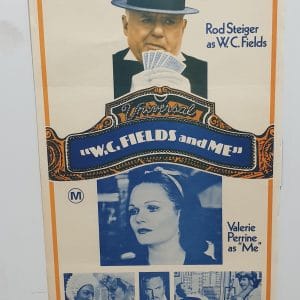 Rod Steiger
as W.C. Fields
Universal
"W.C. FIELDS and ME"
M
Valerie
Perrine
as "Me"